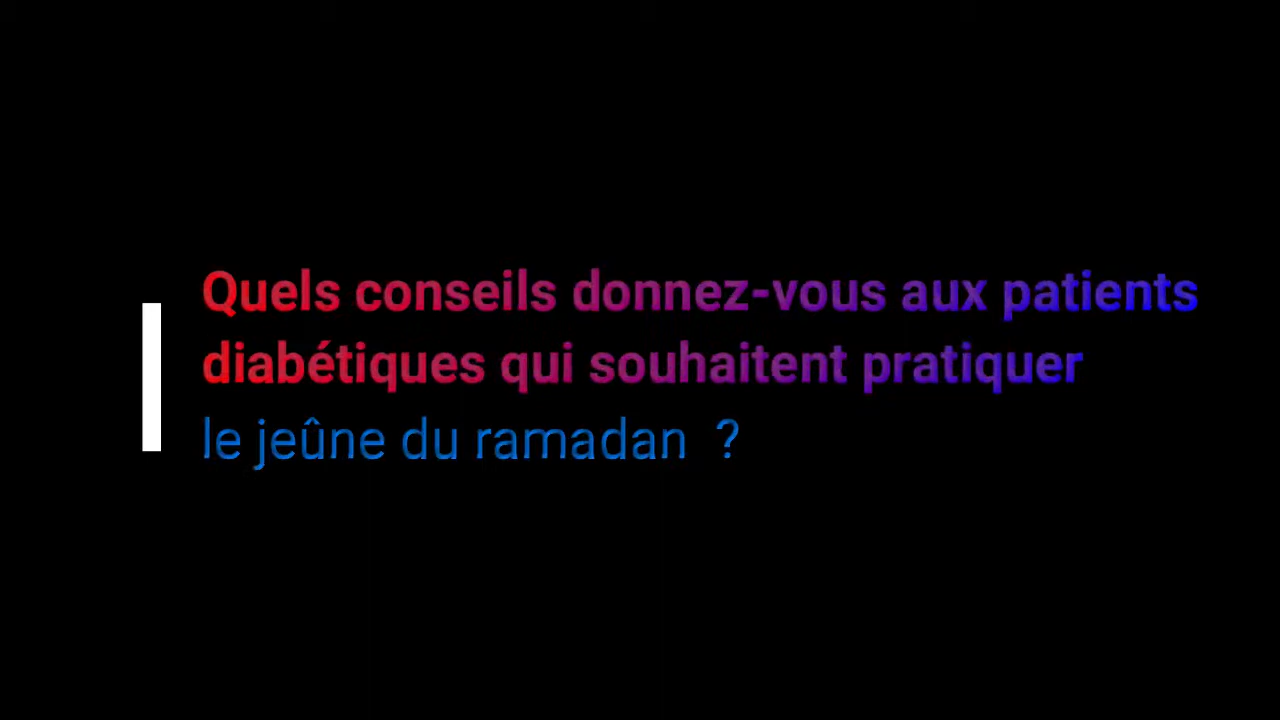 Quels conseils donnez-vous aux patients
diabétiques qui souhaitent pratiquer
le jeûne du ramadan  ?